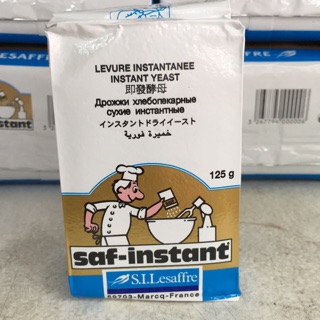 LEVURE INSTANTANEE
INSTANT YEAST
即發酵母
Дрожжи хлебопекарные
сухие инстантные
インスタントドライイースト
خميرة فورية
125 g
saf-instant
S.I.Lesaffre
59703-Marcq-France